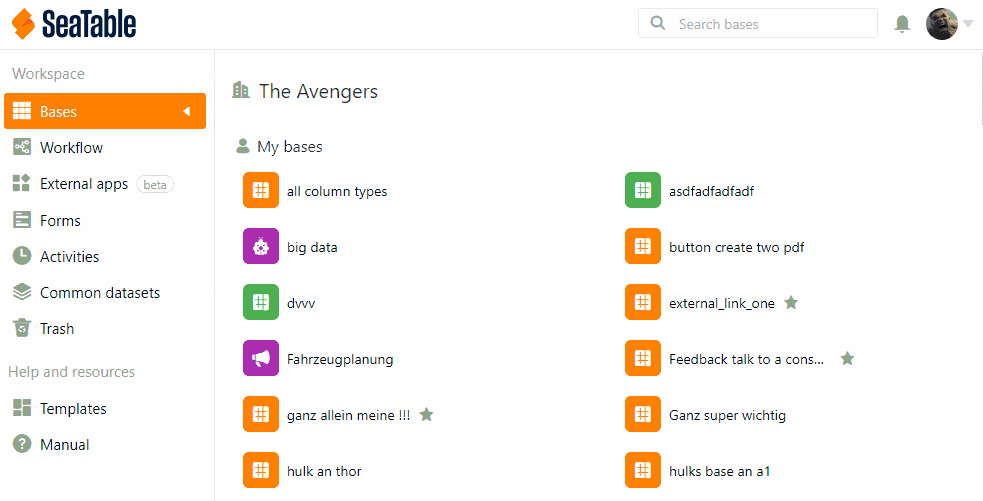 SeaTable
Search bases
Workspace
Bases
Workflow
External apps beta
Forms
Activities
Common datasets
Trash
Help and resources
Templates
Manual
The Avengers
My bases
all column types
asdfadfadfadf
big data
button create two pdf
dvvv
external_link_one
Fahrzeugplanung
Feedback talk to a cons...
ganz allein meine !!!
Ganz super wichtig
hulk an thor
hulks base an a1